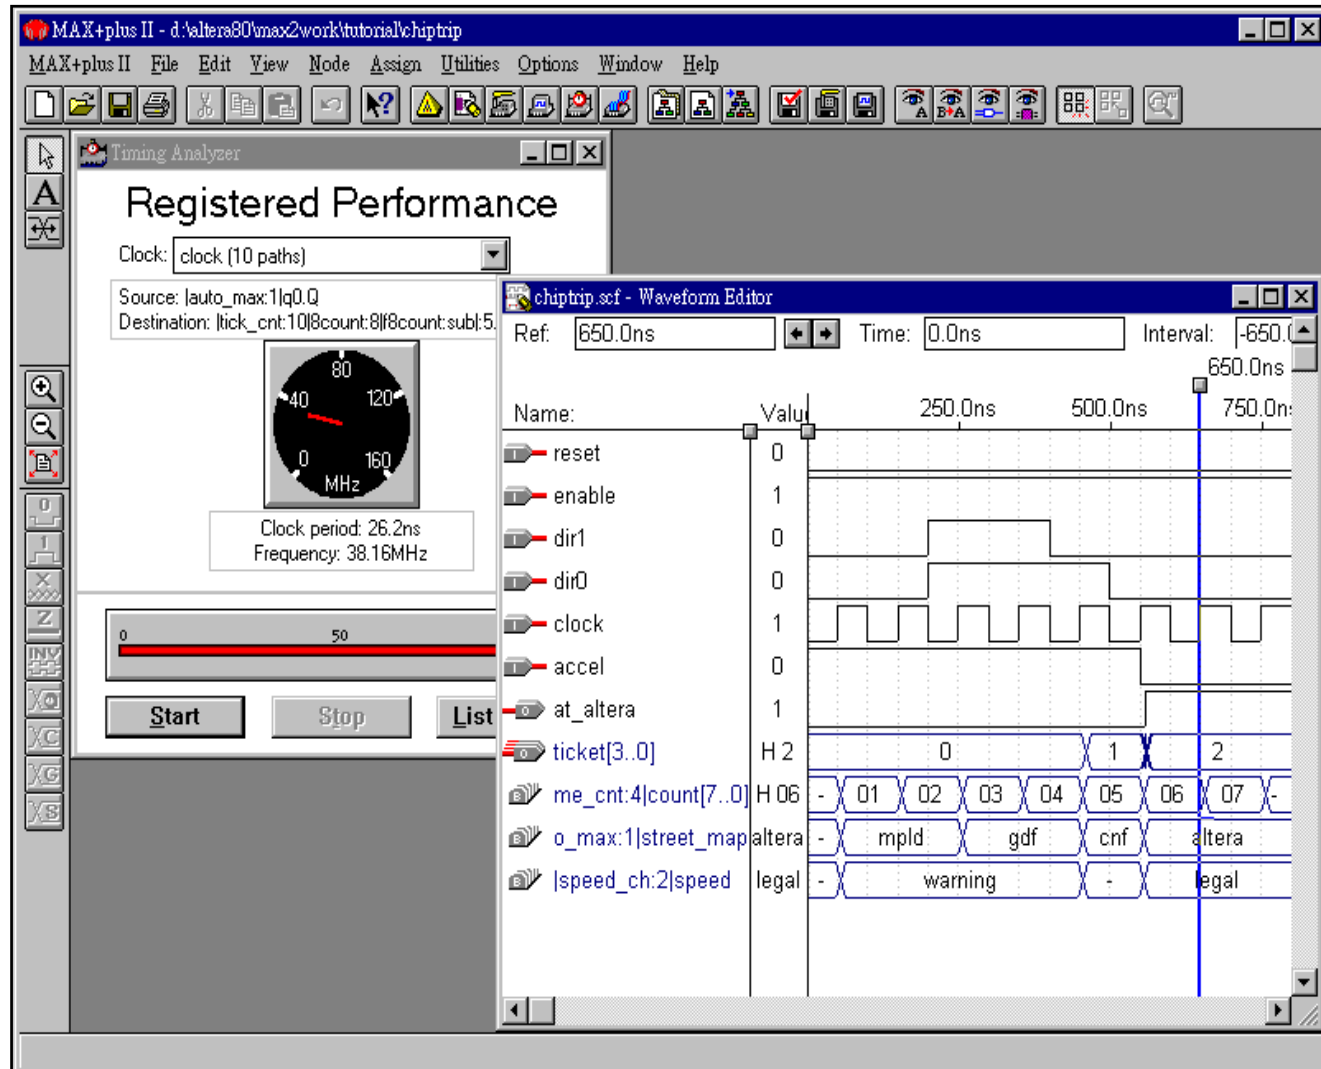 MAX+plus II - d:\altera80\max2work\tutorial\chiptrip
MAX+plus II File Edit View Node Assign Utilities Options Window Help
Timing Analyzer
Registered Performance
Clock: clock (10 paths)
Source: |auto_max:1|q0.Q
Destination: |tick_cnt:10|8count:8|f8count:sub|:5.
0 40 80 120 160
MHz
Clock period: 26.2ns
Frequency: 38.16MHz
0 50
Start Stop List
chiptrip.scf - Waveform Editor
Ref: 650.0ns Time: 0.0ns Interval: -650.0
650.0ns
Name: Valu 250.0ns 500.0ns 750.0n
reset 0
enable 1
dir1 0
dir0 0
clock 1
accel 0
at_altera 1
ticket[3..0] H 2 0 1 2
me_cnt:4|count[7..0] H 06 - 01 02 03 04 05 06 07 -
o_max:1|street_map altera - mpld gdf cnf altera
|speed_ch:2|speed legal - warning - legal